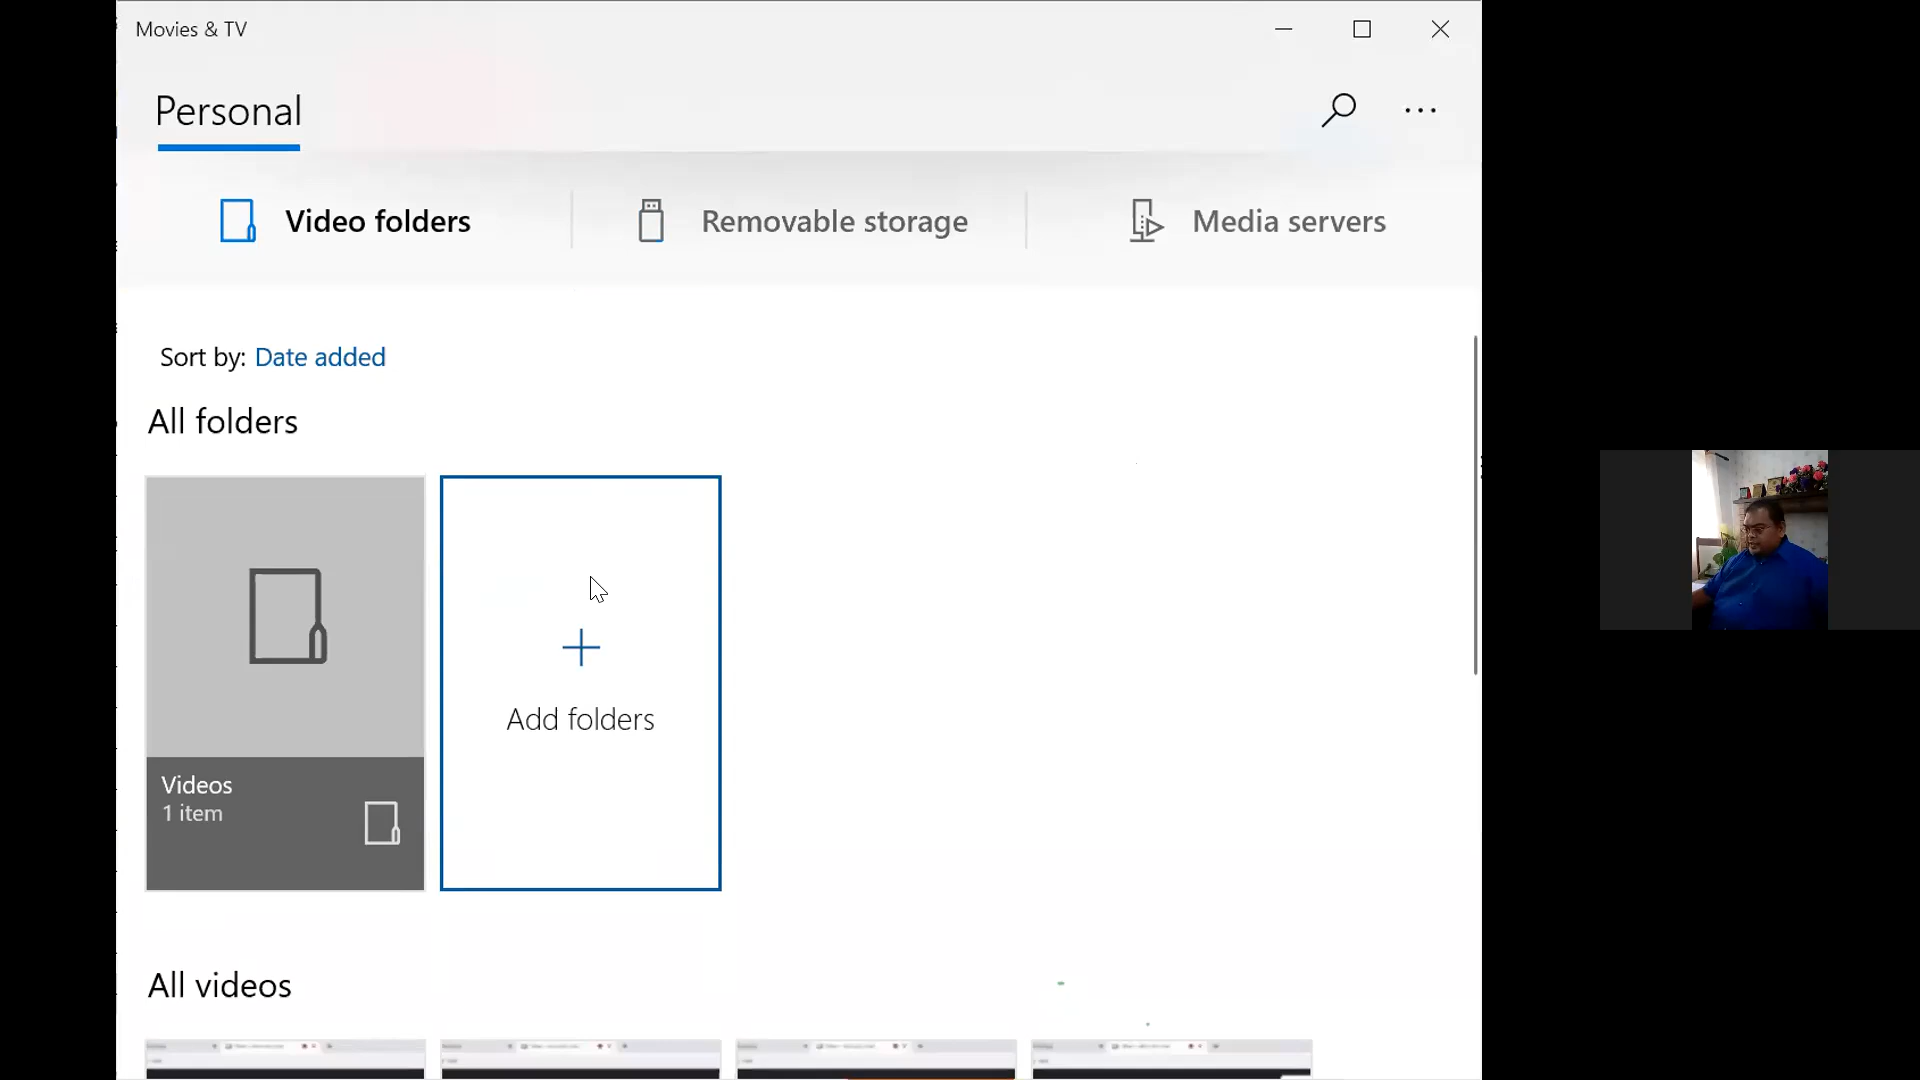 Movies & TV
Personal
Video folders
Removable storage
Media servers
Sort by: Date added
All folders
Videos
1 item
Add folders
All videos